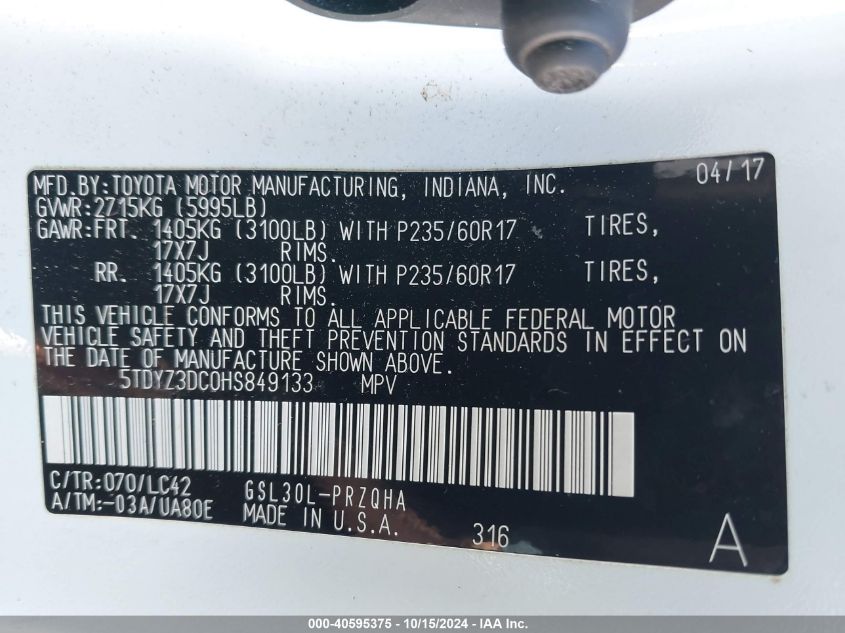 MFD.BY:TOYOTA MOTOR MANUFACTURING, INDIANA, INC. 04/17
GVWR:2715KG (5995LB)
GAWR:FRT. 1405KG (3100LB) WITH P235/60R17 TIRES,
17X7J RIMS.
RR. 1405KG (3100LB) WITH P235/60R17 TIRES,
17X7J RIMS.
THIS VEHICLE CONFORMS TO ALL APPLICABLE FEDERAL MOTOR
VEHICLE SAFETY AND THEFT PREVENTION STANDARDS IN EFFECT ON
THE DATE OF MANUFACTURE SHOWN ABOVE.
5TDYZ3DC0HS849133 MPV
C/TR:070/LC42 GSL30L-PRZQHA
A/TM:-03A/UA80E MADE IN U.S.A. 316 A
000-40595375 - 10/15/2024 - IAA Inc.